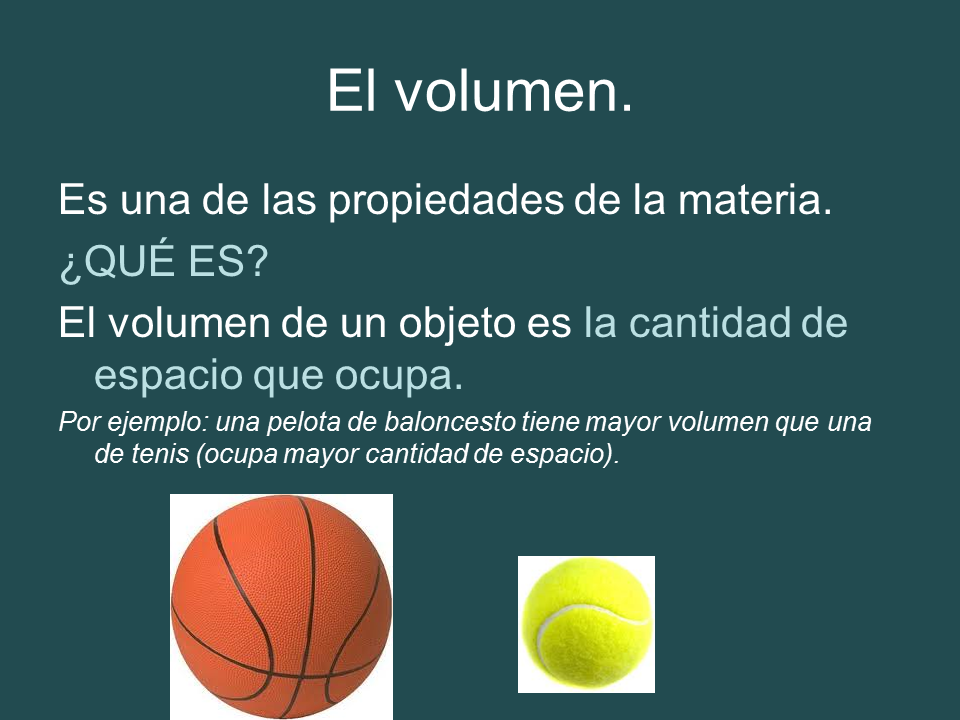 El volumen.
Es una de las propiedades de la materia.
¿QUÉ ES?
El volumen de un objeto es la cantidad de
espacio que ocupa.
Por ejemplo: una pelota de baloncesto tiene mayor volumen que una
de tenis (ocupa mayor cantidad de espacio).